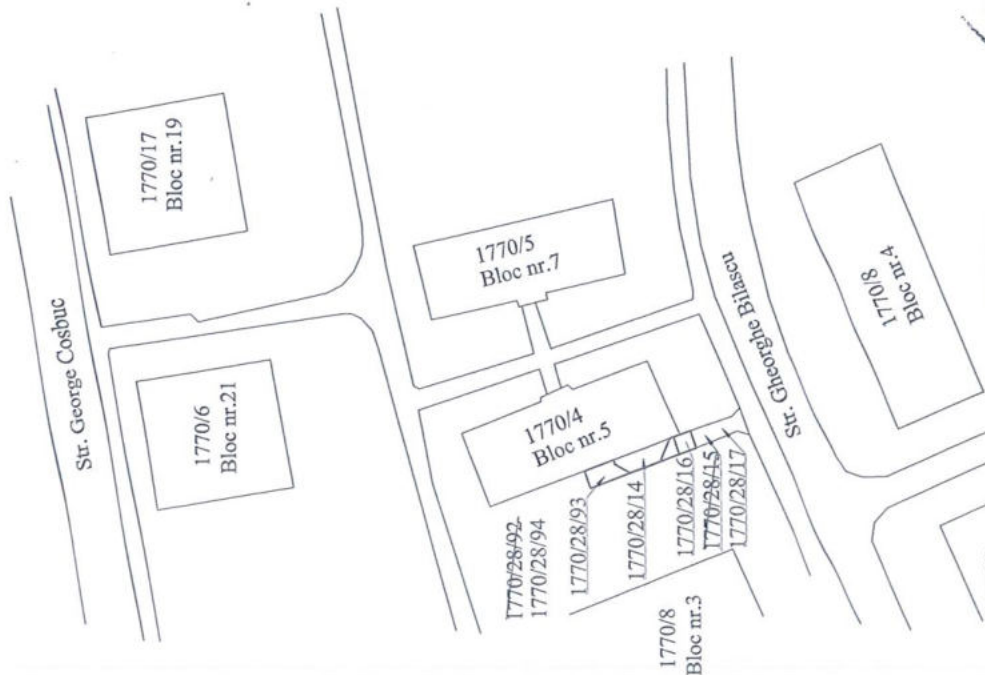 Str. George Cosbuc
1770/17
Bloc nr.19
1770/6
Bloc nr.21
1770/5
Bloc nr.7
1770/4
Bloc nr.5
Str. Gheorghe Bilascu
1770/8
Bloc nr.4
1770/28/92
1770/28/94
1770/28/93
1770/28/14
1770/28/16
1770/28/15
1770/28/17
1770/8
Bloc nr.3